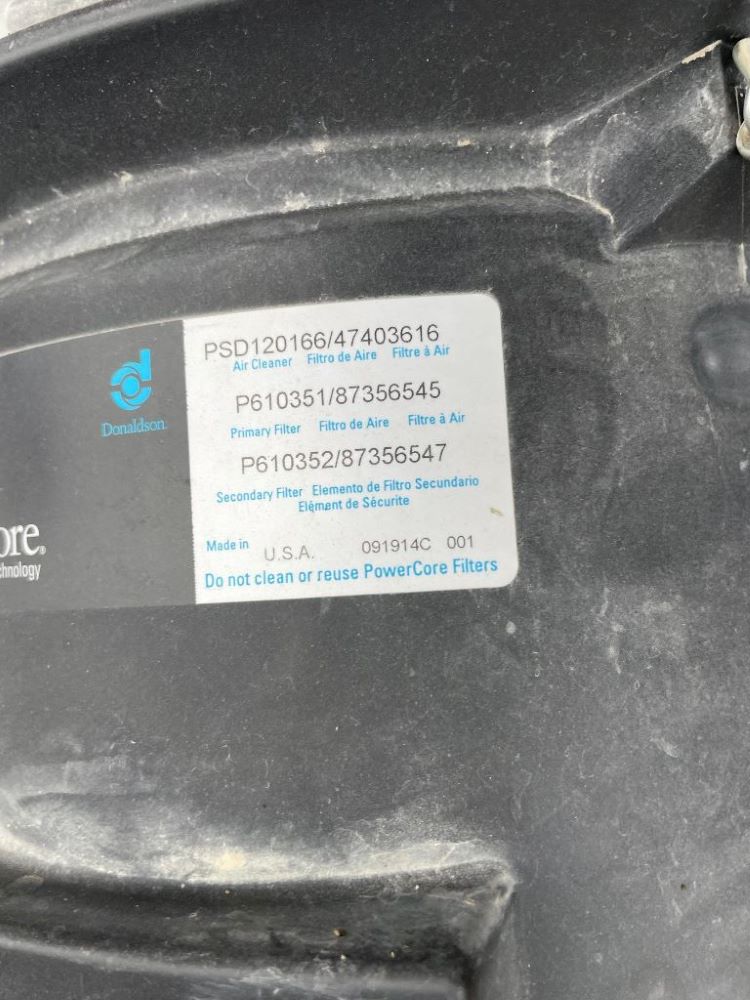 Donaldson.
ore®
hnology
PSD120166/47403616
Air Cleaner Filtro de Aire Filtre à Air
P610351/87356545
Primary Filter Filtro de Aire Filtre à Air
P610352/87356547
Secondary Filter Elemento de Filtro Secundario
Elément de Sécurite
Made in U.S.A. 091914C 001
Do not clean or reuse PowerCore Filters